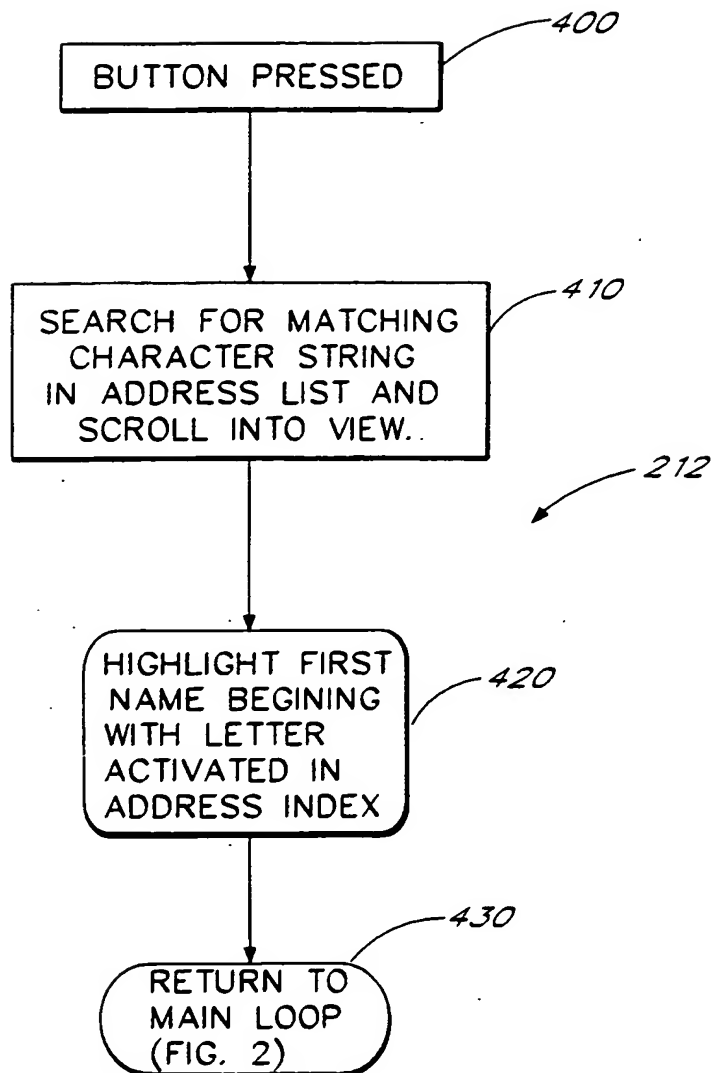 400
BUTTON PRESSED
410
SEARCH FOR MATCHING
CHARACTER STRING
IN ADDRESS LIST AND
SCROLL INTO VIEW..
212
HIGHLIGHT FIRST
NAME BEGINING
WITH LETTER
ACTIVATED IN
ADDRESS INDEX
420
430
RETURN TO
MAIN LOOP
(FIG. 2)